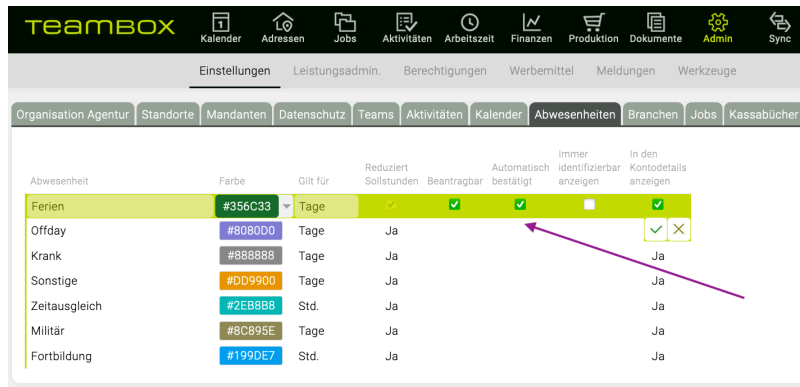 TEAMBOX
Kalender Adressen Jobs Aktivitäten Arbeitszeit Finanzen Produktion Dokumente Admin Sync
Einstellungen Leistungsadmin. Berechtigungen Werbemittel Meldungen Werkzeuge
Organisation Agentur Standorte Mandanten Datenschutz Teams Aktivitäten Kalender Abwesenheiten Branchen Jobs Kassabücher
Abwesenheit Farbe Gilt für Reduziert Sollstunden Beantragbar Automatisch bestätigt Immer identifizierbar anzeigen In den Kontodetails anzeigen
Ferien #356C33 Tage
Offday #8080D0 Tage Ja
Krank #888888 Tage Ja Ja
Sonstige #DD9900 Tage Ja Ja
Zeitausgleich #2EB8B8 Std. Ja Ja
Militär #8C895E Tage Ja Ja
Fortbildung #199DE7 Std. Ja Ja